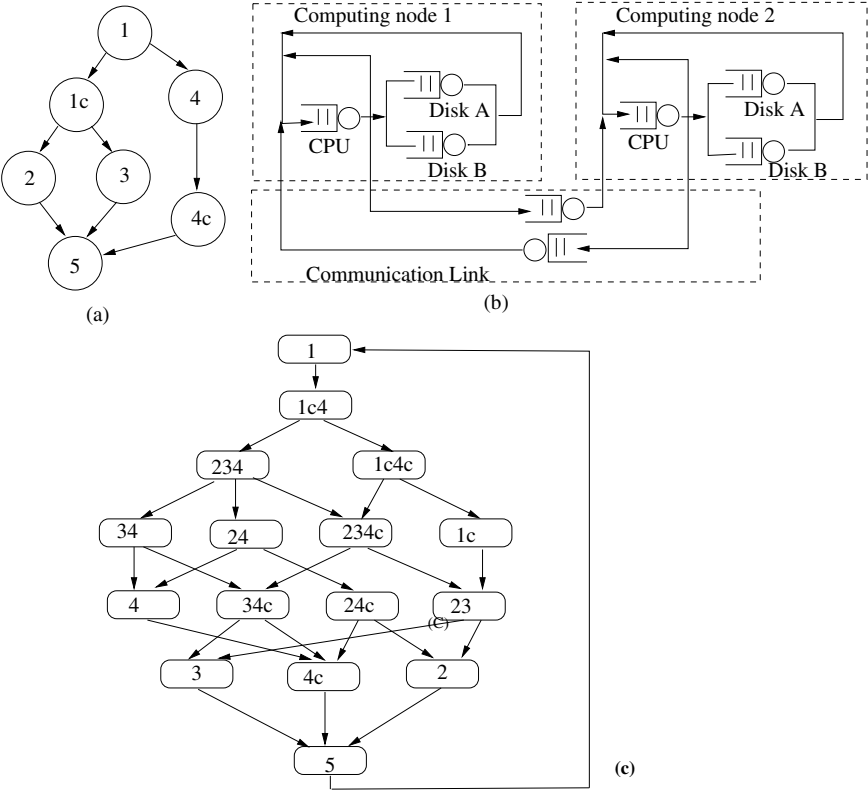 Computing node 1
Computing node 2
1
1c
4
2
3
4c
5
(a)
CPU
Disk A
Disk B
CPU
Disk A
Disk B
Communication Link
(b)
1
1c4
234
1c4c
34
24
234c
1c
4
34c
24c
23
(C)
3
4c
2
5
(c)